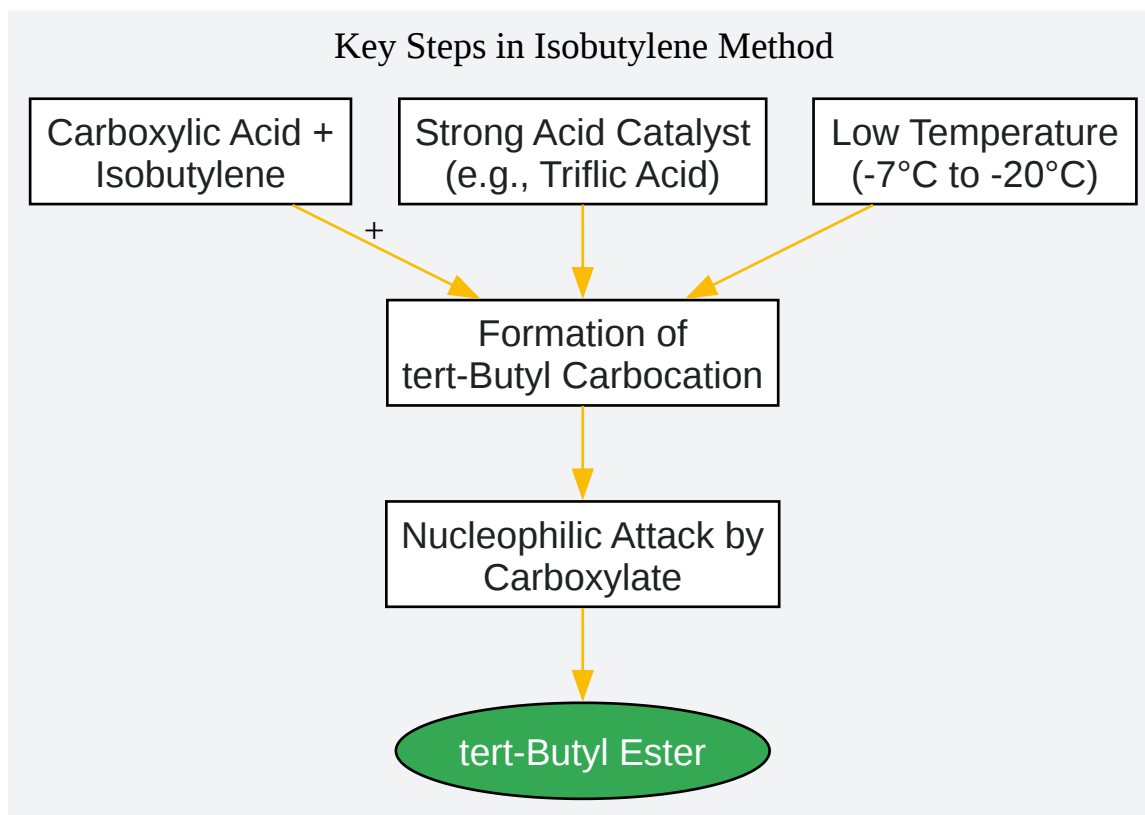 Key Steps in Isobutylene Method
Carboxylic Acid +
Isobutylene
Strong Acid Catalyst
(e.g., Triflic Acid)
Low Temperature
(-7°C to -20°C)
+
Formation of
tert-Butyl Carbocation
Nucleophilic Attack by
Carboxylate
tert-Butyl Ester